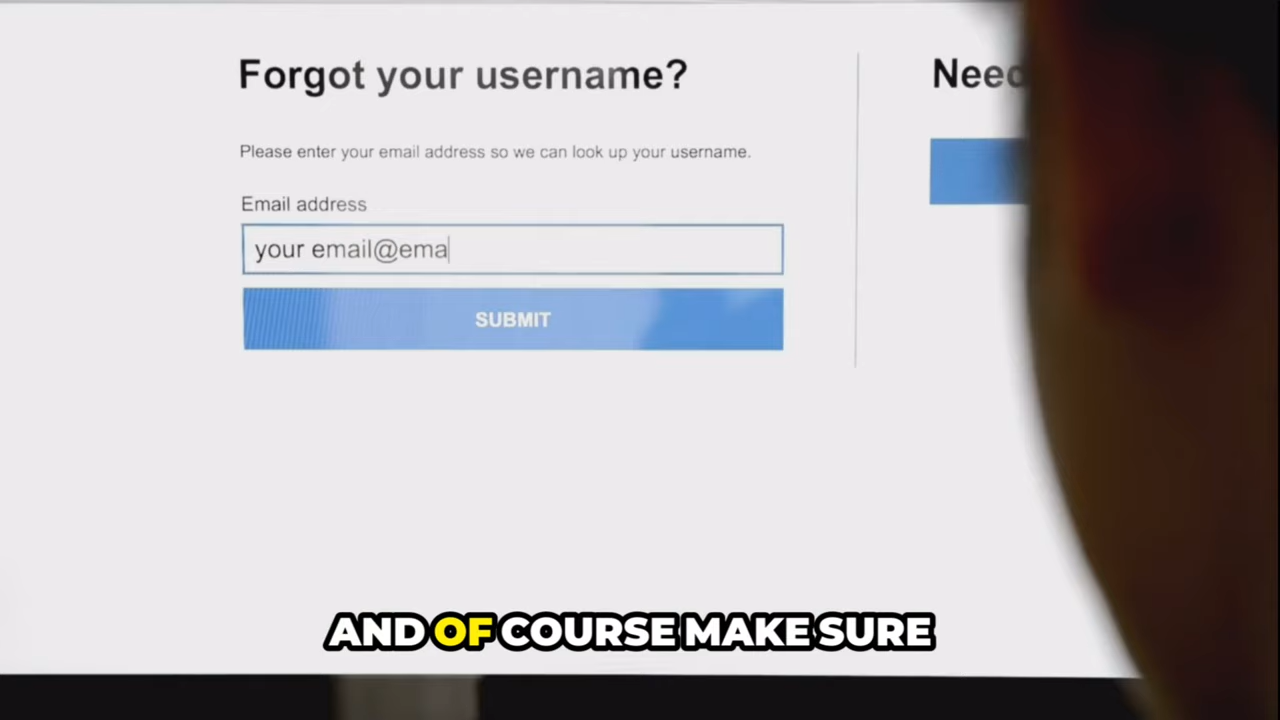 Forgot your username?
Please enter your email address so we can look up your username.
Email address
your email@ema
SUBMIT
AND OF COURSE MAKE SURE